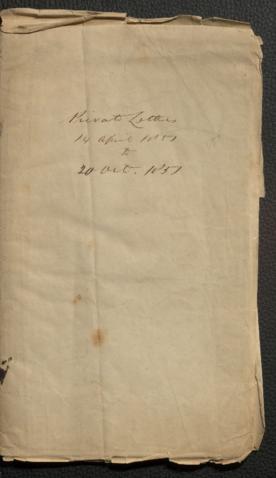 Private Letters
14 April 1851
to
20 Oct. 1851